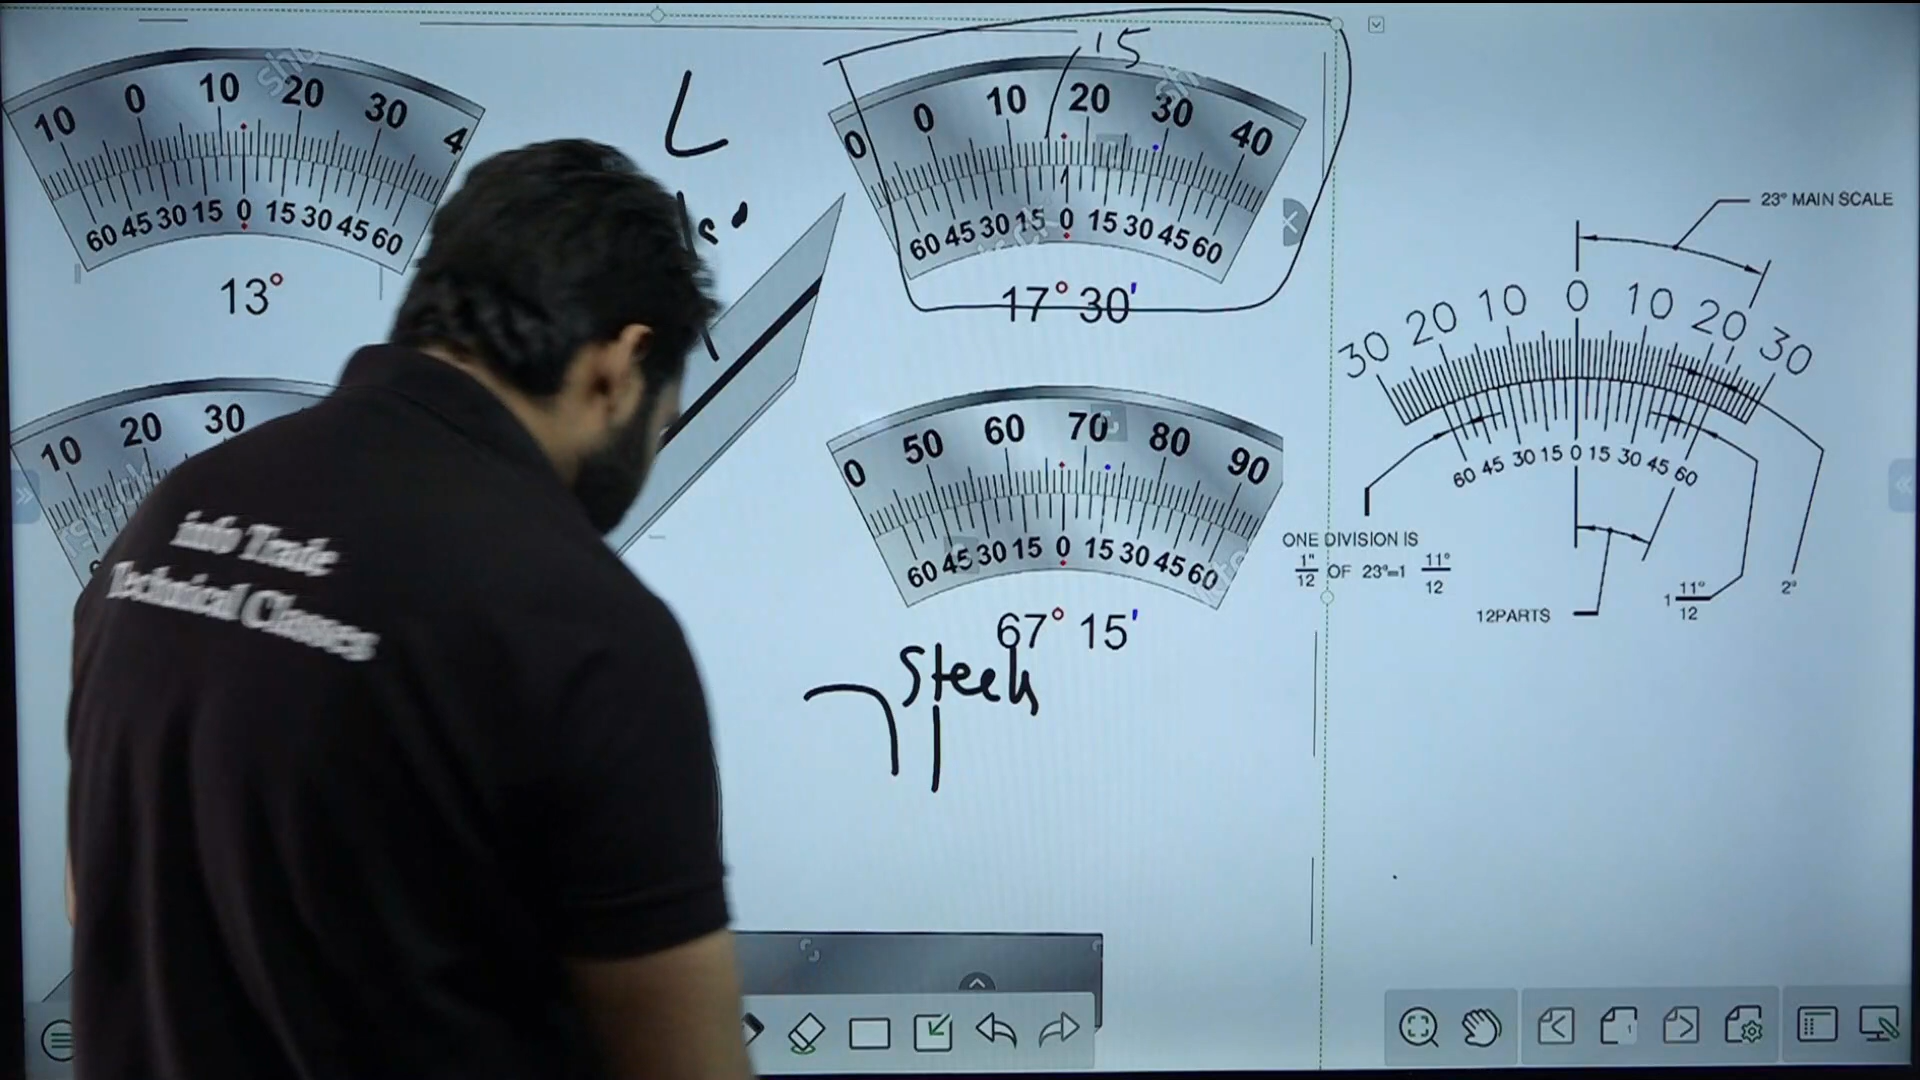 10 0 10 20 30 4
60 45 30 15 0 15 30 45 60
13°
L
15
0 0 10 20 30 40
60 45 30 15 0 15 30 45 60
17° 30'
23° MAIN SCALE
30 20 10 0 10 20 30
60 45 30 15 0 15 30 45 60
ONE DIVISION IS
1" / 12 OF 23°=1 11° / 12
12PARTS
1 11° / 12
2°
10 20 30
0 50 60 70 80 90
60 45 30 15 0 15 30 45 60
67° 15'
info Trade
Technical Classes